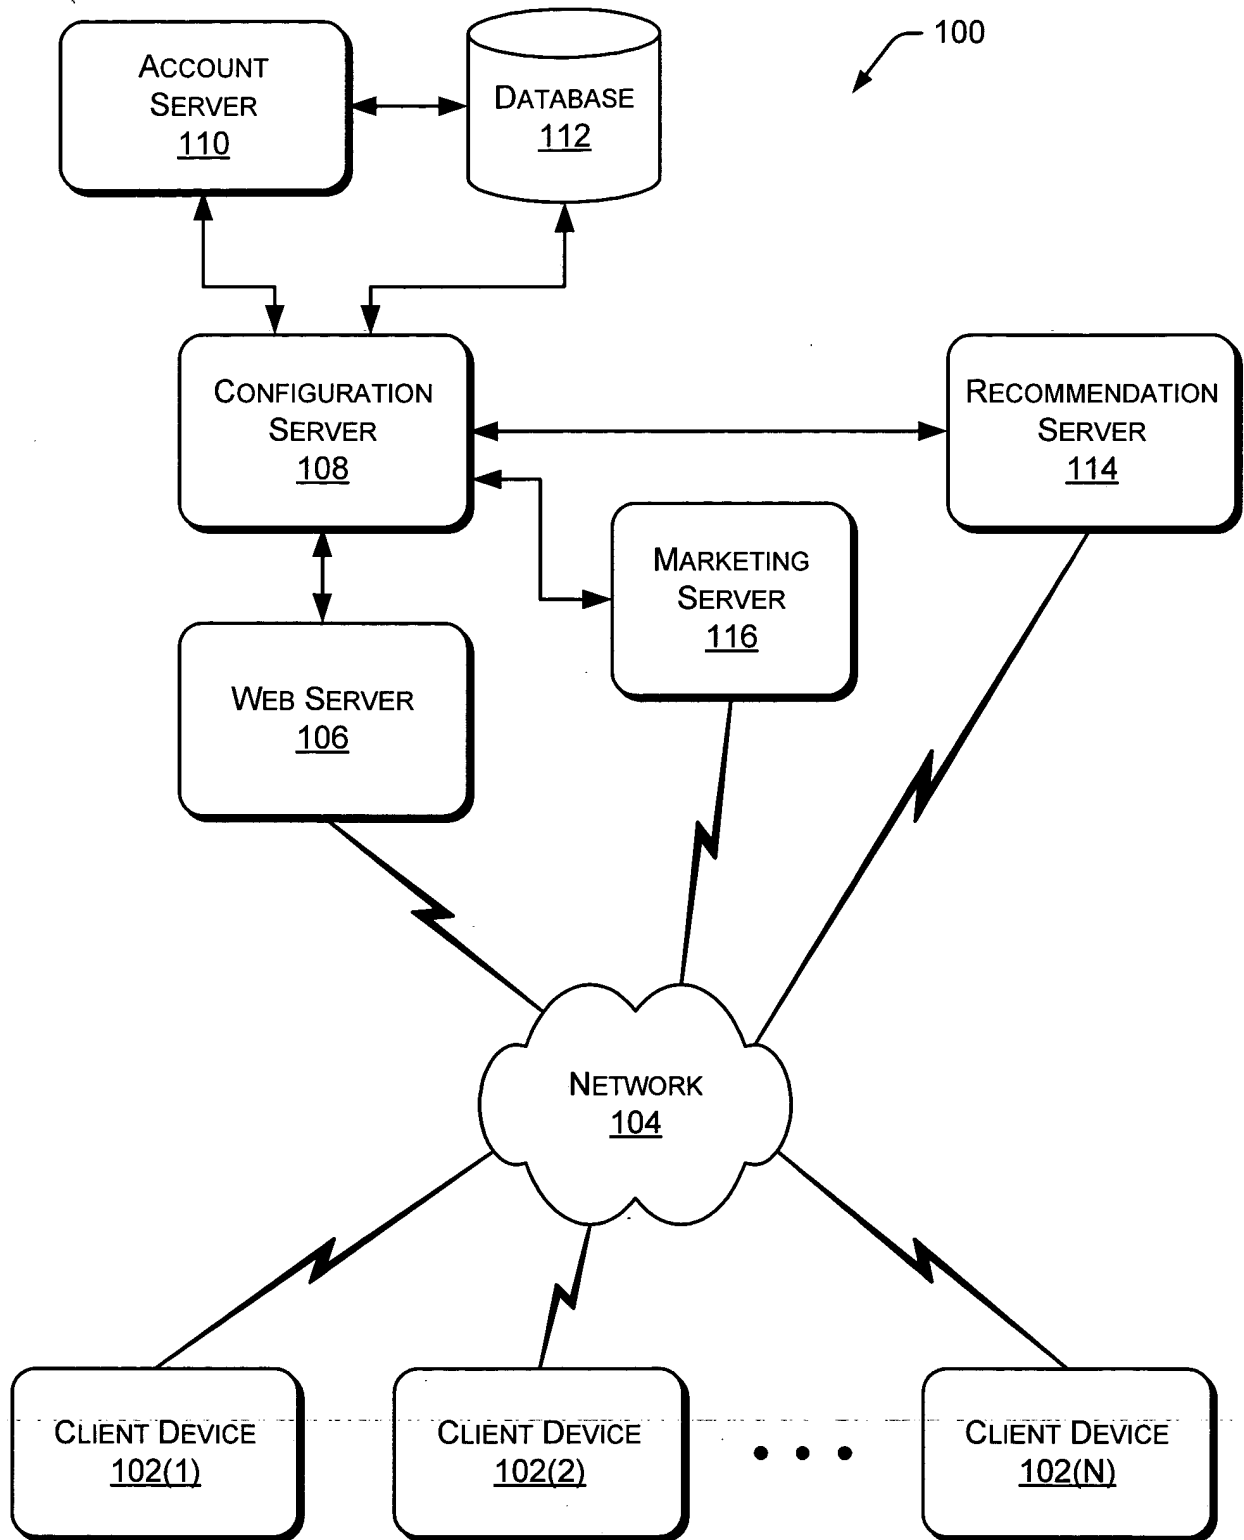 100
ACCOUNT
SERVER
110
DATABASE
112
CONFIGURATION
SERVER
108
RECOMMENDATION
SERVER
114
MARKETING
SERVER
116
WEB SERVER
106
NETWORK
104
CLIENT DEVICE
102(1)
CLIENT DEVICE
102(2)
CLIENT DEVICE
102(N)